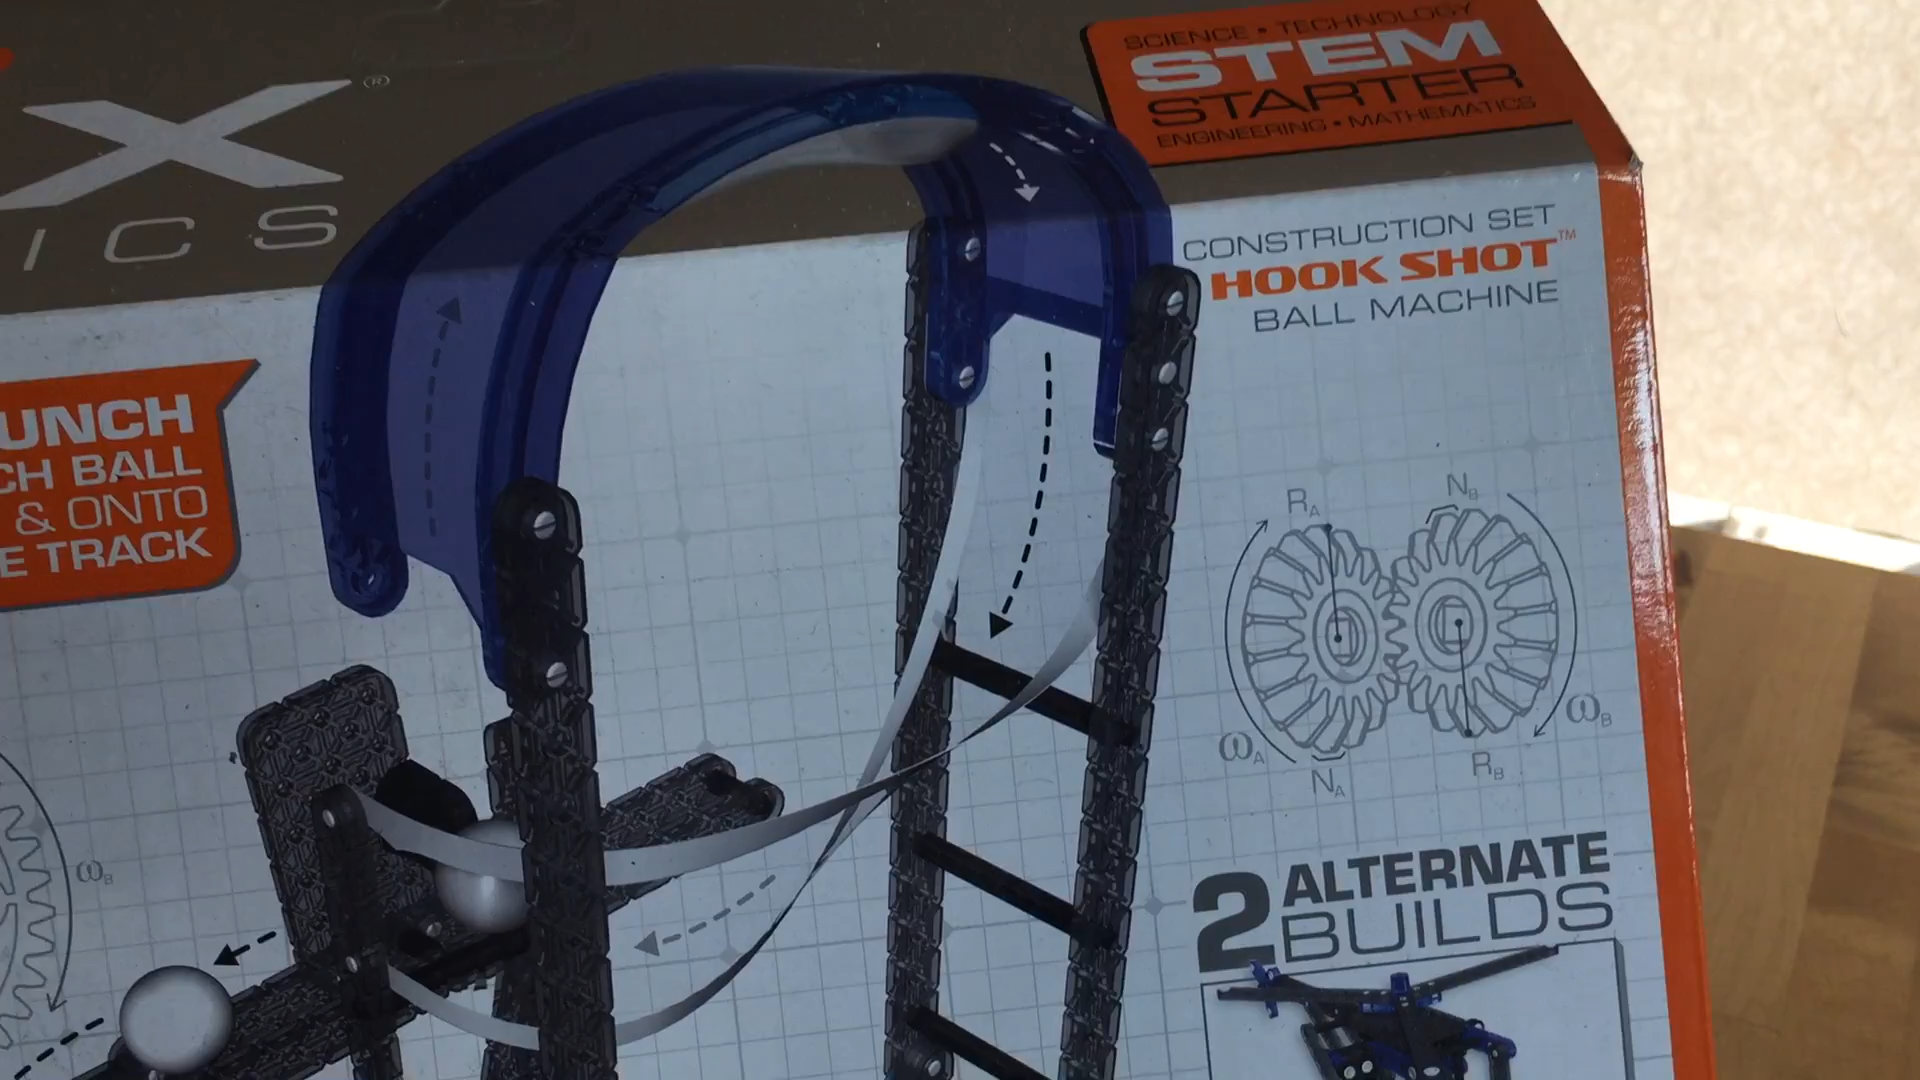 X®
ICS
SCIENCE • TECHNOLOGY
STEM
STARTER
ENGINEERING • MATHEMATICS
CONSTRUCTION SET
HOOK SHOT™
BALL MACHINE
UNCH
CH BALL
& ONTO
E TRACK
R_A
N_B
ω_A
N_A
R_B
ω_B
ω_B
2 ALTERNATE
BUILDS